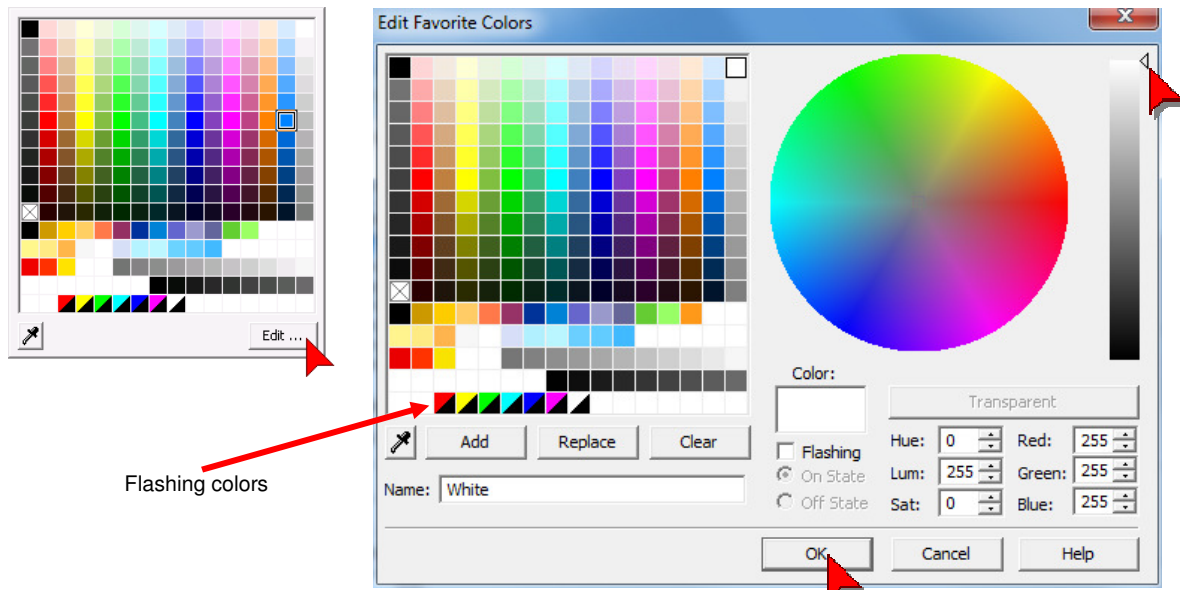 Edit Favorite Colors
X
Edit ...
Flashing colors
Add Replace Clear
Name: White
Color:
Transparent
Flashing
On State
Off State
Hue: 0 Red: 255
Lum: 255 Green: 255
Sat: 0 Blue: 255
OK Cancel Help